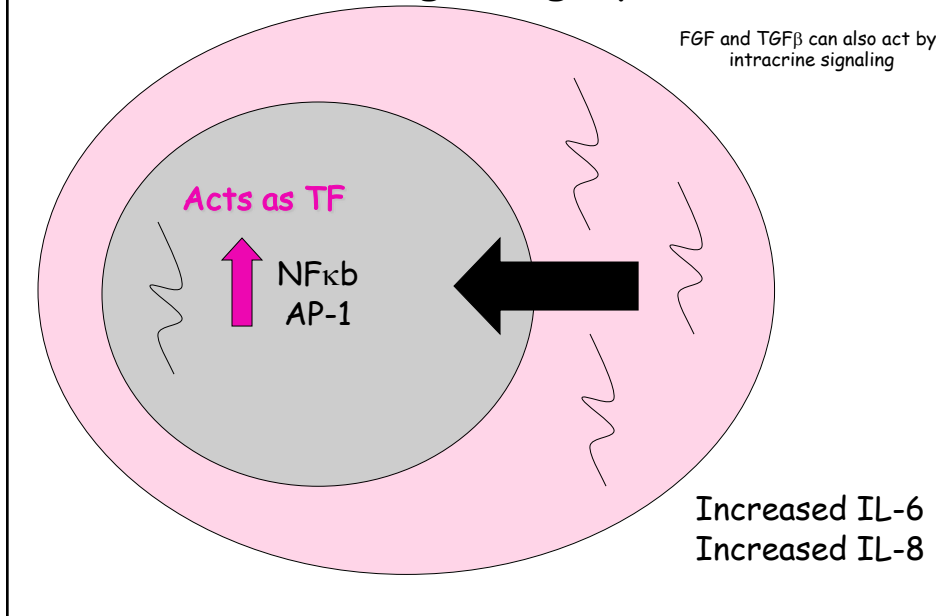 FGF and TGFβ can also act by
intracrine signaling
Acts as TF
NFκb
AP-1
Increased IL-6
Increased IL-8